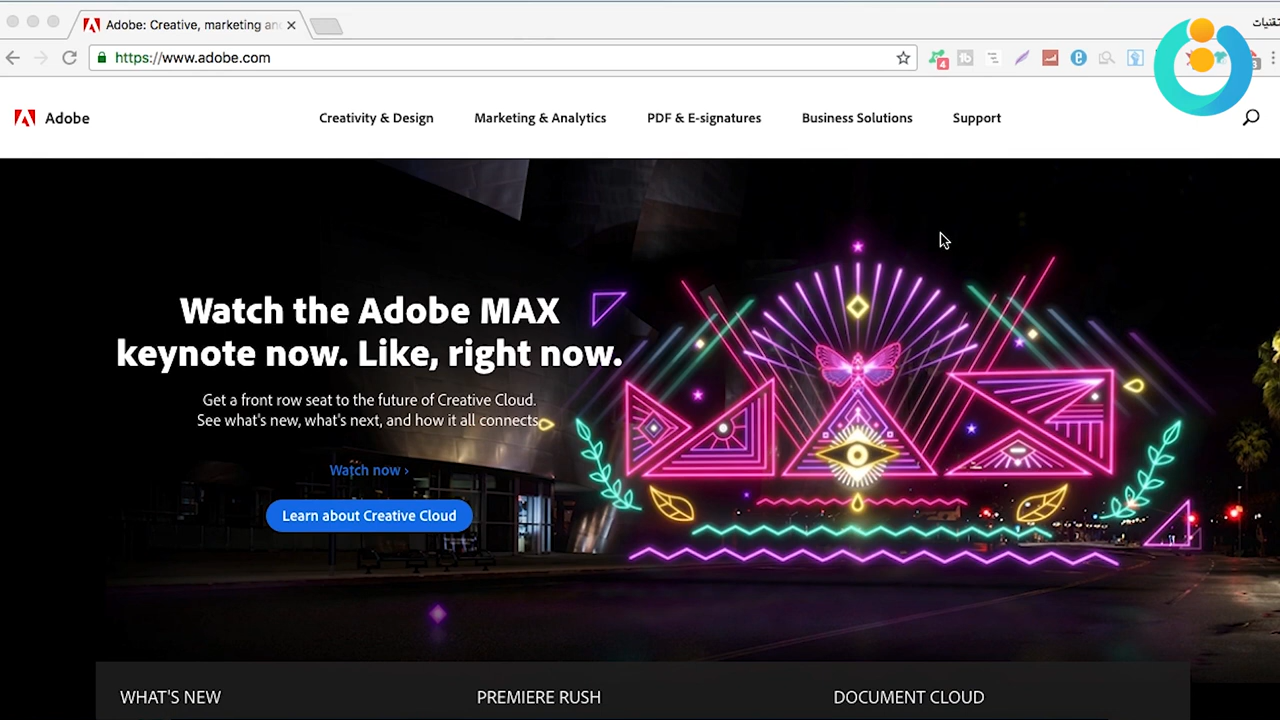 Adobe: Creative, marketing an
تقنيات
https://www.adobe.com
4
Adobe
Creativity & Design
Marketing & Analytics
PDF & E-signatures
Business Solutions
Support
Watch the Adobe MAX
keynote now. Like, right now.
Get a front row seat to the future of Creative Cloud.
See what's new, what's next, and how it all connects.
Watch now ›
Learn about Creative Cloud
WHAT'S NEW
PREMIERE RUSH
DOCUMENT CLOUD